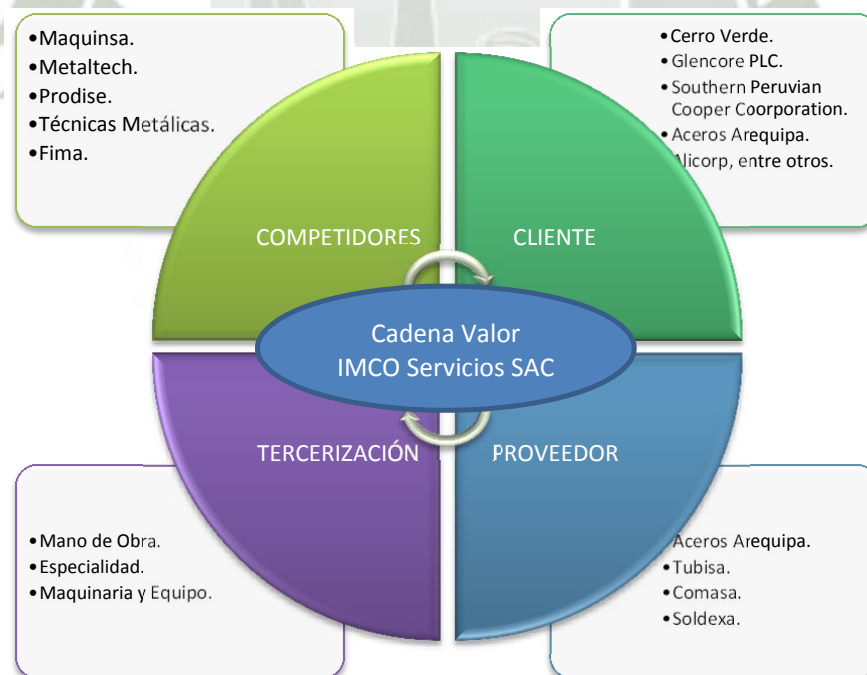 •Maquinsa.
•Metaltech.
•Prodise.
•Técnicas Metálicas.
•Fima.
•Cerro Verde.
•Glencore PLC.
•Southern Peruvian
Cooper Coorporation.
•Aceros Arequipa.
Alicorp, entre otros.
COMPETIDORES
CLIENTE
Cadena Valor
IMCO Servicios SAC
TERCERIZACIÓN
PROVEEDOR
•Mano de Obra.
•Especialidad.
•Maquinaria y Equipo.
Aceros Arequipa.
•Tubisa.
•Comasa.
•Soldexa.